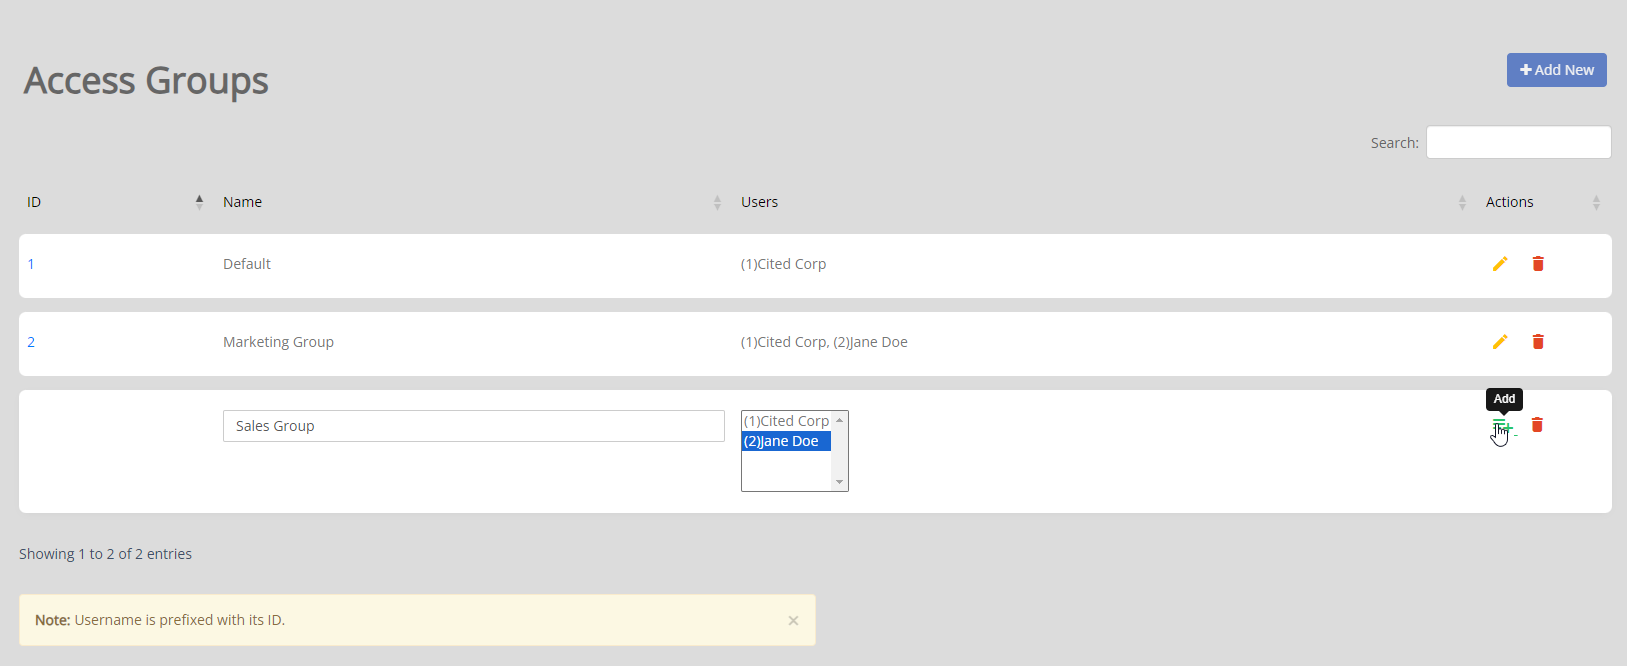 Access Groups
Add New
Search:
ID Name Users Actions
1 Default (1)Cited Corp
2 Marketing Group (1)Cited Corp, (2)Jane Doe
Add
Sales Group (1)Cited Corp
(2)Jane Doe
Showing 1 to 2 of 2 entries
Note: Username is prefixed with its ID. ×